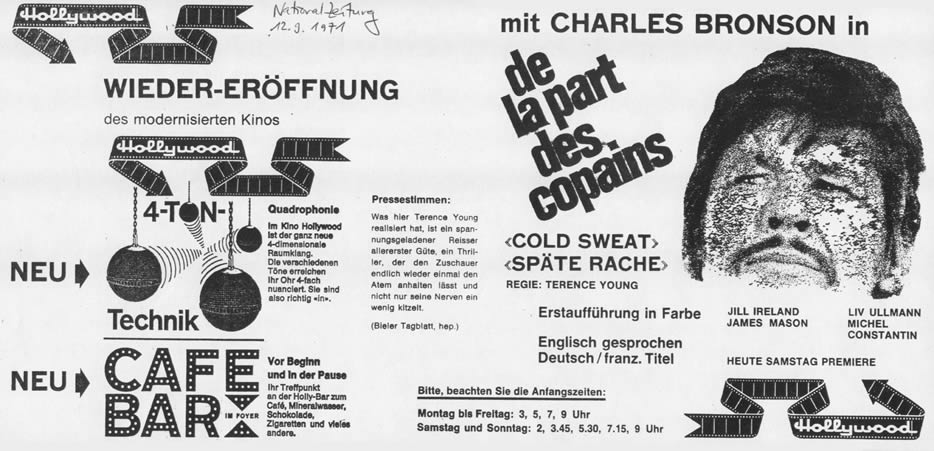 Hollywood
NationalZeitung
12.9.1971
WIEDER-ERÖFFNUNG
des modernisierten Kinos
Hollywood
4-TON-
Technik
NEU
Quadrophonie
Im Kino Hollywood
ist der ganz neue
4-dimensionale
Raumklang.
Die verschiedenen
Töne erreichen
Ihr Ohr 4-fach
nuanciert. Sie sind
also richtig «in».
NEU
CAFE
BAR
IM FOYER
Vor Beginn
und in der Pause
Ihr Treffpunkt
an der Holly-Bar zum
Café, Mineralwasser,
Schokolade,
Zigaretten und vieles
andere.
Pressestimmen:
Was hier Terence Young
realisiert hat, ist ein span-
nungsgeladener Reisser
allererster Güte, ein Thril-
ler, der den Zuschauer
endlich wieder einmal den
Atem anhalten lässt und
nicht nur seine Nerven ein
wenig kitzelt.
(Bieler Tagblatt, hep.)
mit CHARLES BRONSON in
de
la part
des
copains
‹COLD SWEAT›
‹SPÄTE RACHE›
REGIE: TERENCE YOUNG
Erstaufführung in Farbe
Englisch gesprochen
Deutsch/franz. Titel
JILL IRELAND
JAMES MASON
LIV ULLMANN
MICHEL
CONSTANTIN
HEUTE SAMSTAG PREMIERE
Bitte, beachten Sie die Anfangszeiten:
Montag bis Freitag: 3, 5, 7, 9 Uhr
Samstag und Sonntag: 2, 3.45, 5.30, 7.15, 9 Uhr
Hollywood